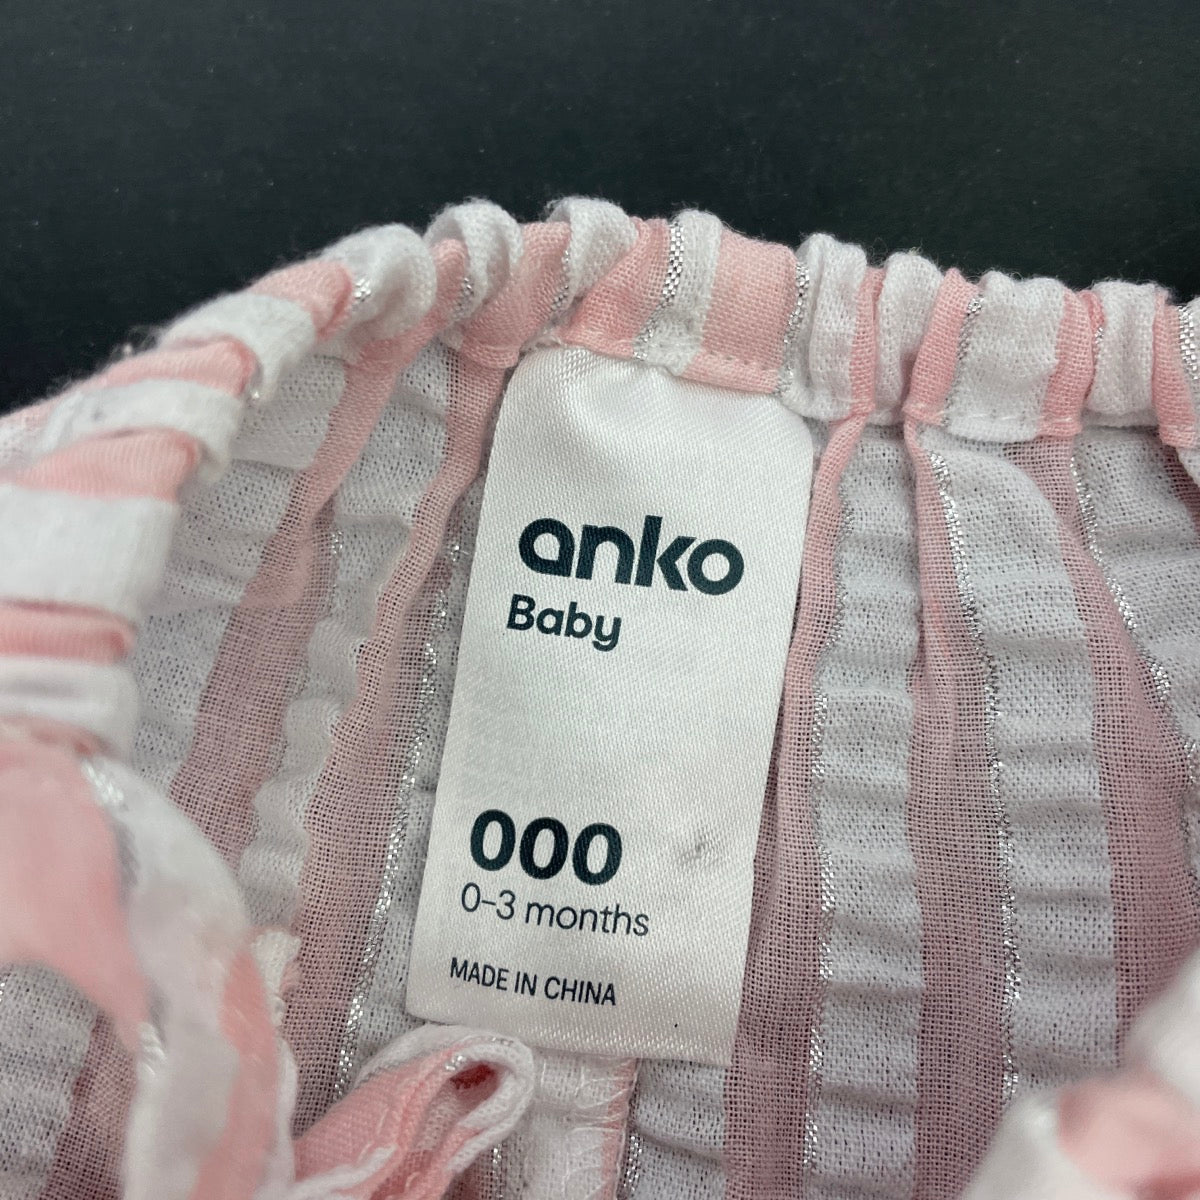 anko
Baby
000
0–3 months
MADE IN CHINA